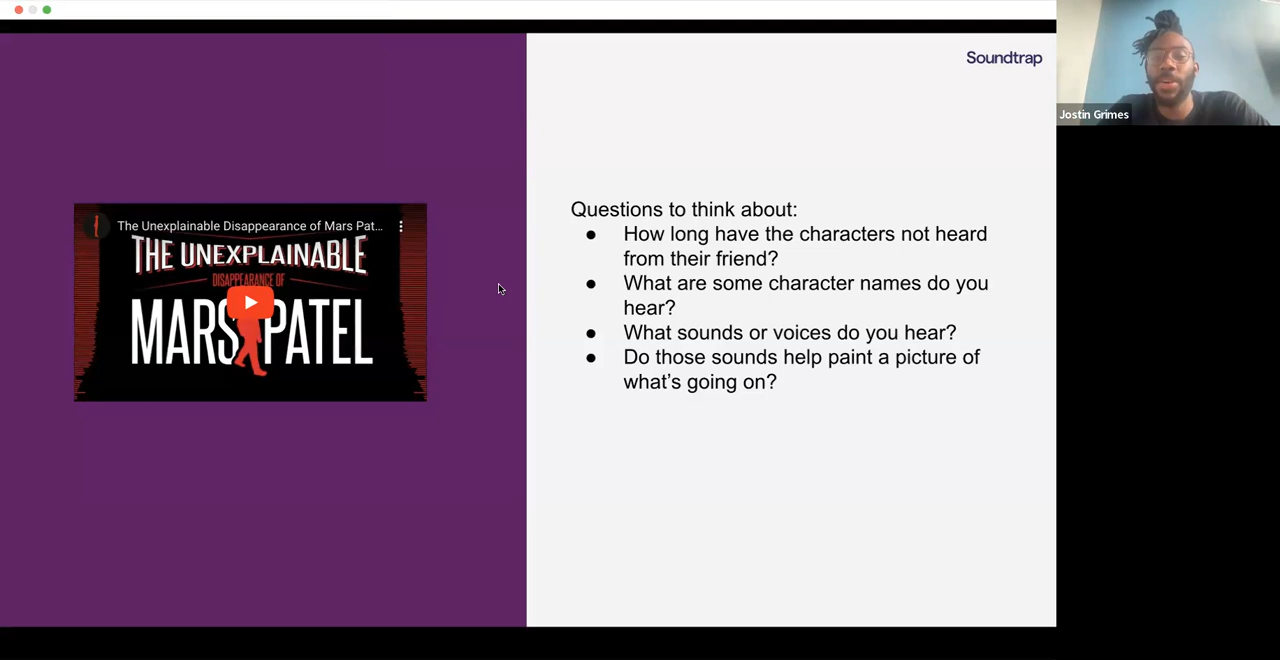 Soundtrap
Jostin Grimes
The Unexplainable Disappearance of Mars Pat...
THE UNEXPLAINABLE
DISAPPEARANCE OF
MARS PATEL
Questions to think about:
● How long have the characters not heard
from their friend?
● What are some character names do you
hear?
● What sounds or voices do you hear?
● Do those sounds help paint a picture of
what's going on?